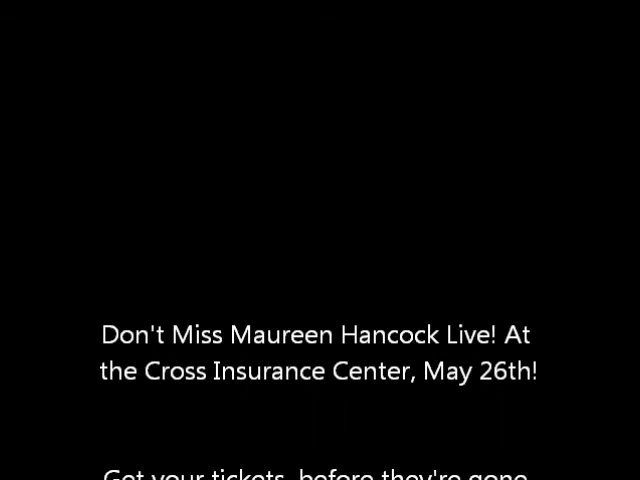 Don't Miss Maureen Hancock Live! At
the Cross Insurance Center, May 26th!
Get your tickets, before they're gone